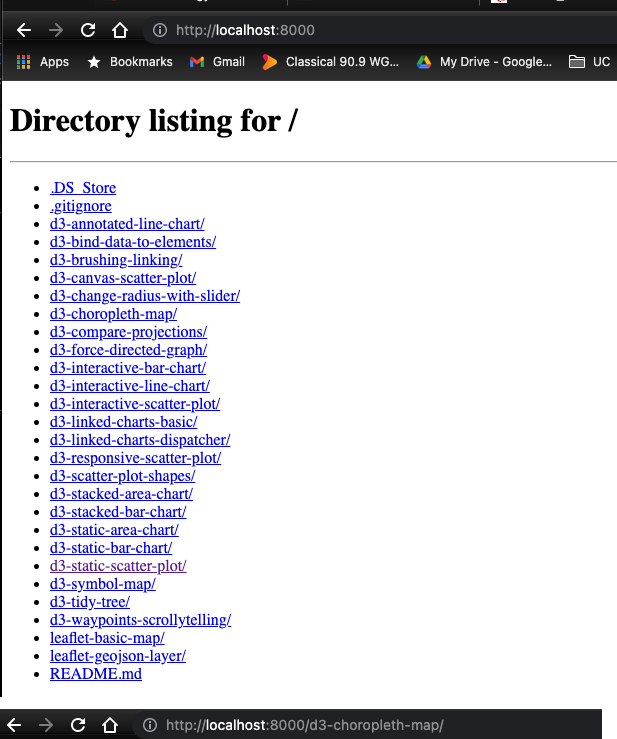 http://localhost:8000
Apps Bookmarks Gmail Classical 90.9 WG... My Drive - Google... UC
Directory listing for /
.DS_Store
.gitignore
d3-annotated-line-chart/
d3-bind-data-to-elements/
d3-brushing-linking/
d3-canvas-scatter-plot/
d3-change-radius-with-slider/
d3-choropleth-map/
d3-compare-projections/
d3-force-directed-graph/
d3-interactive-bar-chart/
d3-interactive-line-chart/
d3-interactive-scatter-plot/
d3-linked-charts-basic/
d3-linked-charts-dispatcher/
d3-responsive-scatter-plot/
d3-scatter-plot-shapes/
d3-stacked-area-chart/
d3-stacked-bar-chart/
d3-static-area-chart/
d3-static-bar-chart/
d3-static-scatter-plot/
d3-symbol-map/
d3-tidy-tree/
d3-waypoints-scrollytelling/
leaflet-basic-map/
leaflet-geojson-layer/
README.md
http://localhost:8000/d3-choropleth-map/